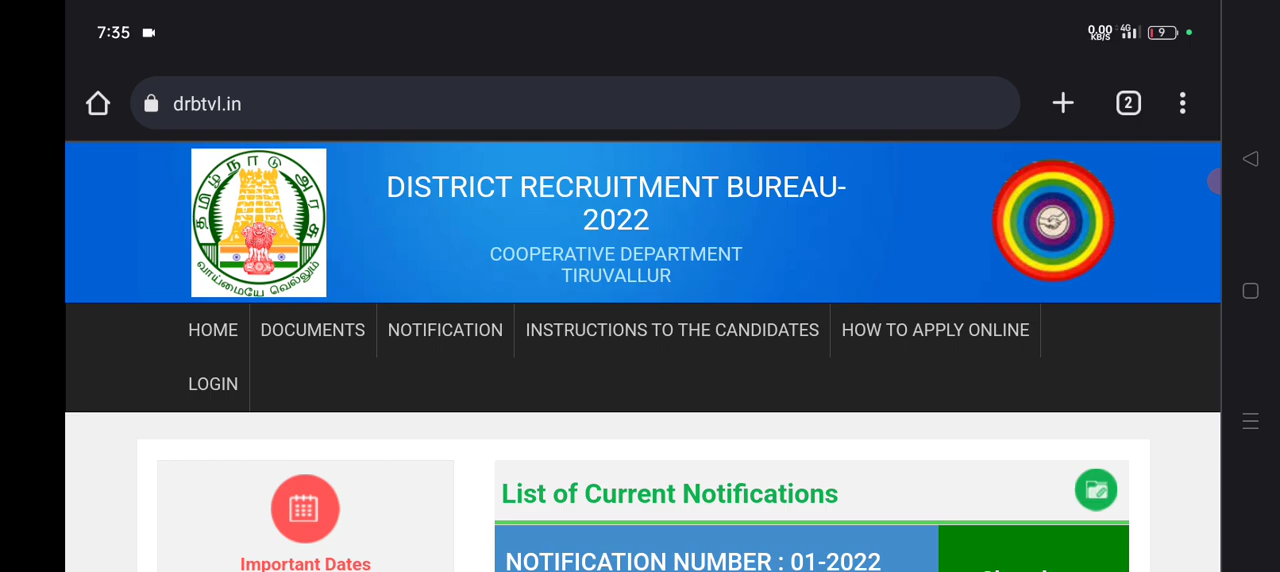 7:35
0.00 KB/S 4G 9
drbtvl.in
2
தமிழ்நாடு அரசு
வாய்மையே வெல்லும்
DISTRICT RECRUITMENT BUREAU-
2022
COOPERATIVE DEPARTMENT
TIRUVALLUR
HOME DOCUMENTS NOTIFICATION INSTRUCTIONS TO THE CANDIDATES HOW TO APPLY ONLINE
LOGIN
List of Current Notifications
Important Dates
NOTIFICATION NUMBER : 01-2022